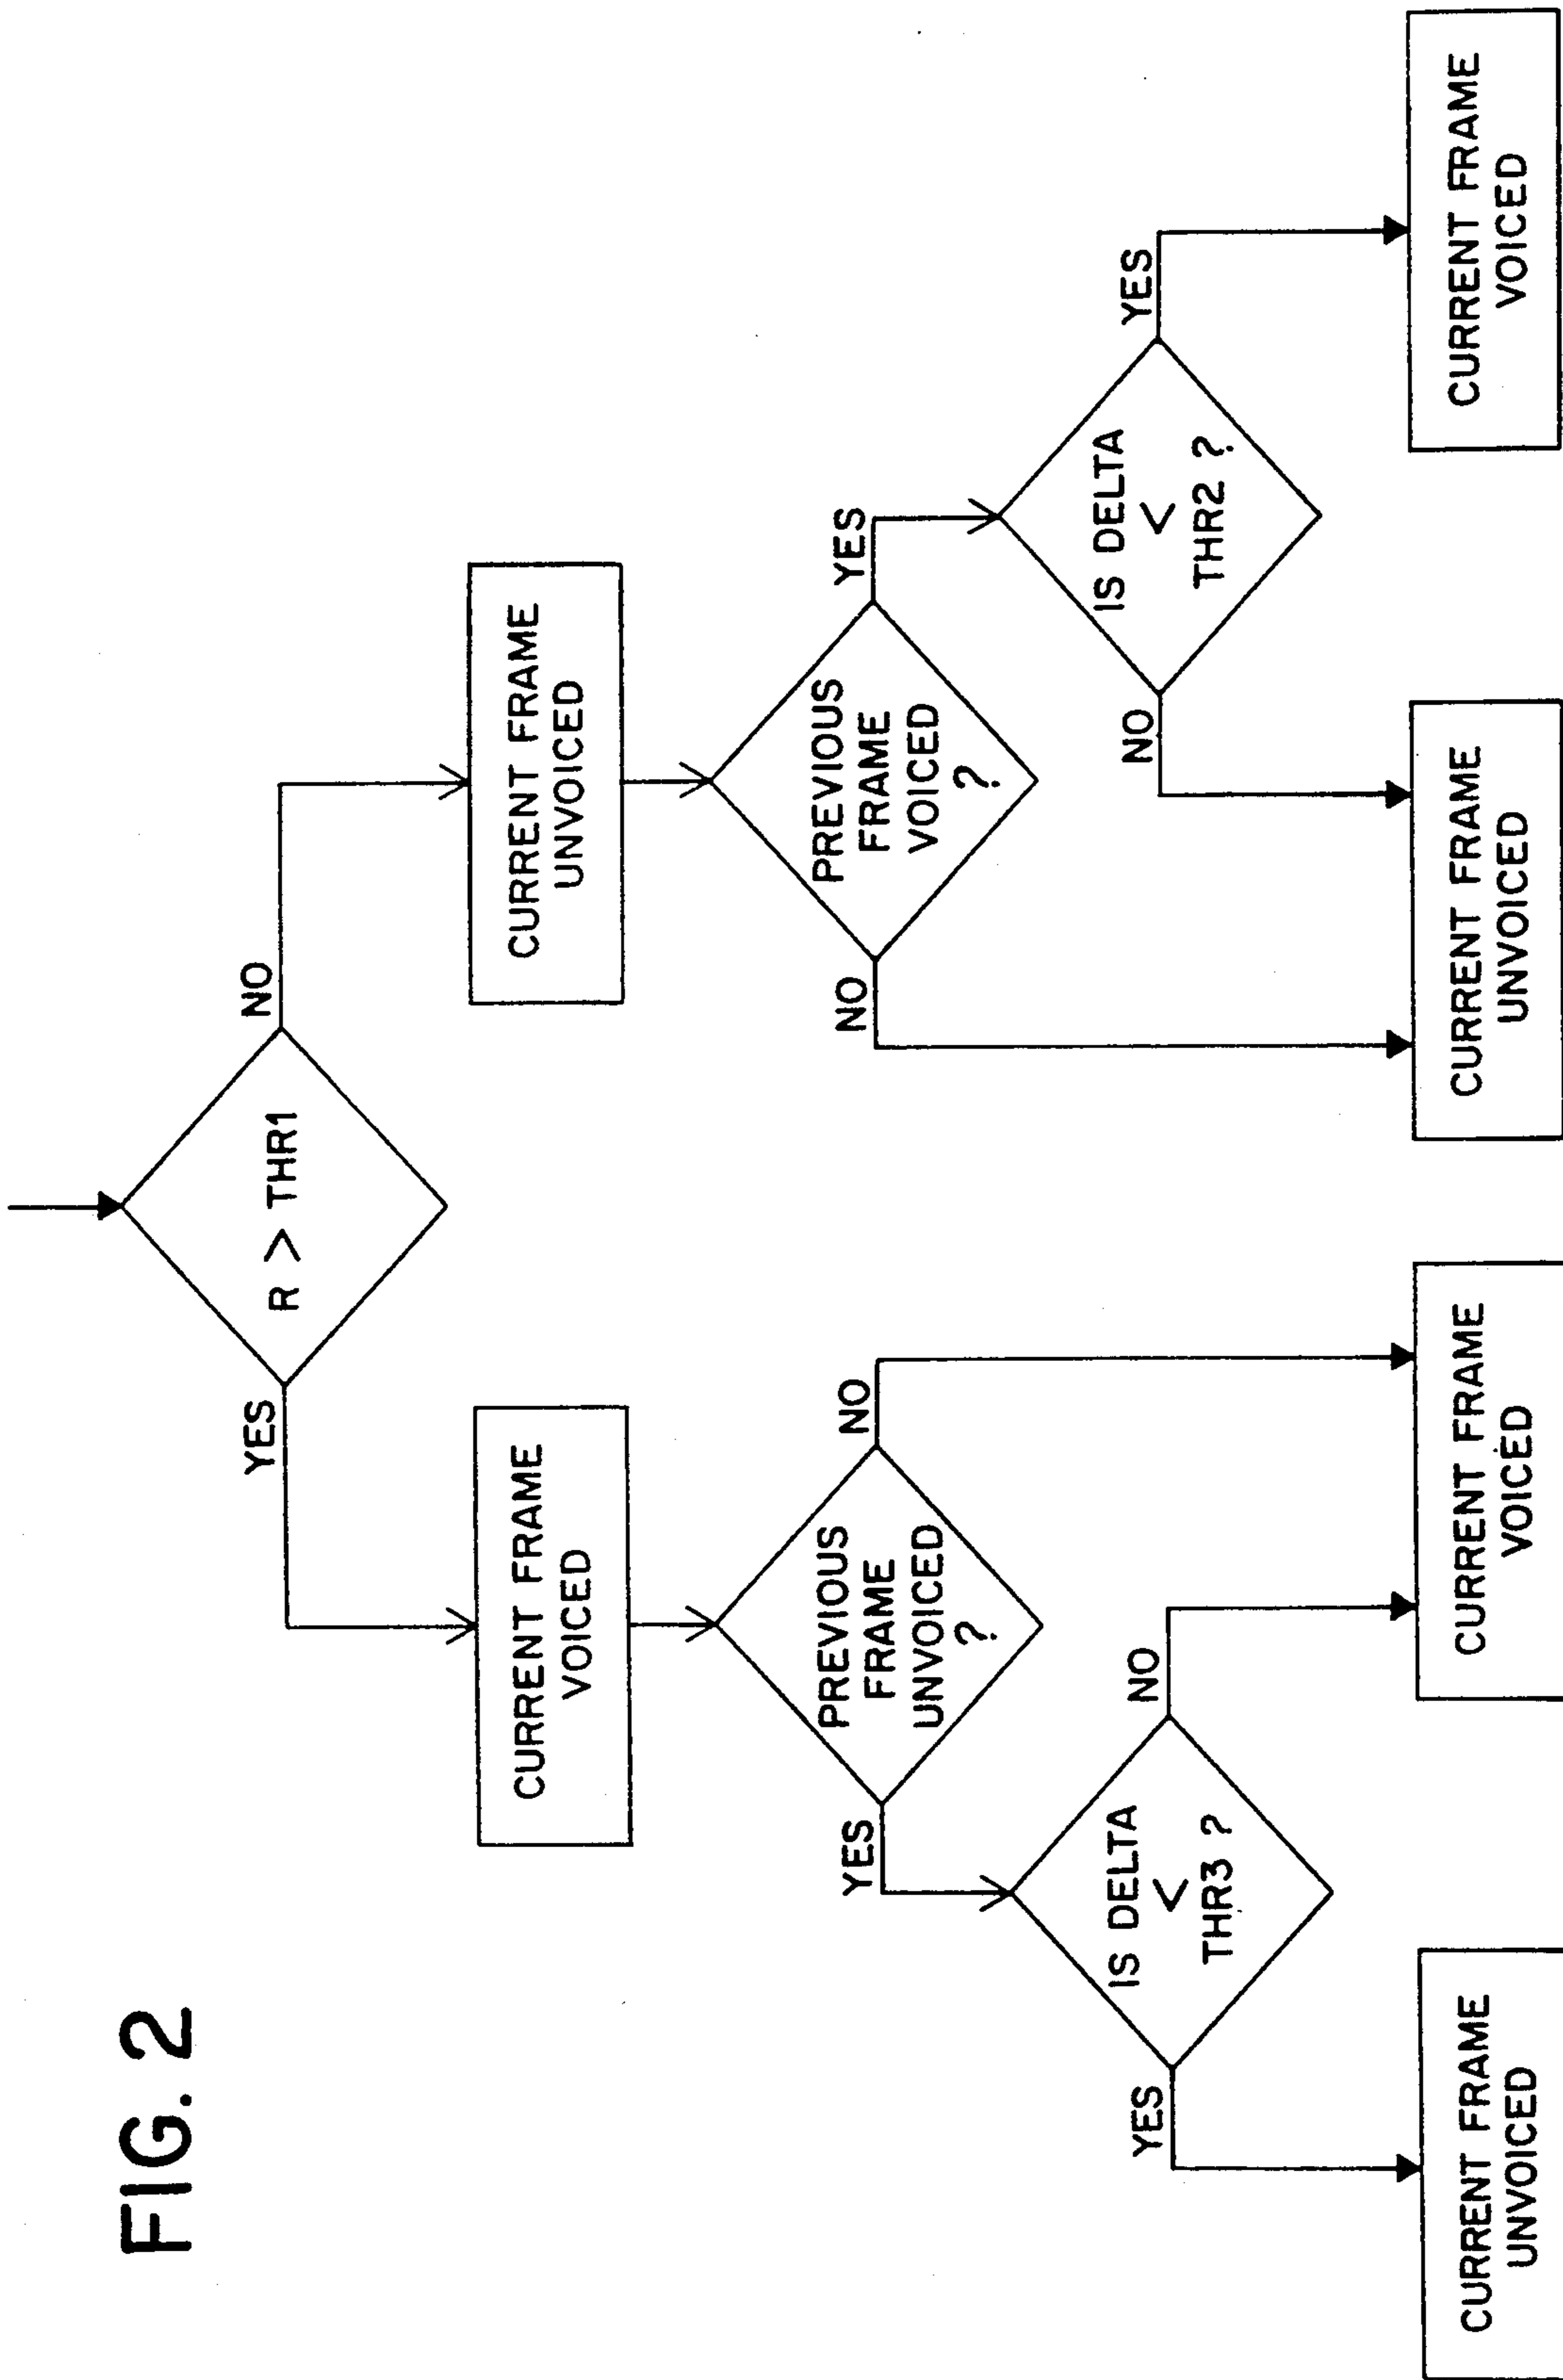 FIG. 2
R > THR1
YES
NO
CURRENT FRAME
VOICED
CURRENT FRAME
UNVOICED
PREVIOUS
FRAME
UNVOICED
?
YES
NO
PREVIOUS
FRAME
VOICED
?
NO
YES
IS DELTA
<
THR3 ?
YES
NO
IS DELTA
<
THR2 ?
NO
YES
CURRENT FRAME
UNVOICED
CURRENT FRAME
VOICED
CURRENT FRAME
UNVOICED
CURRENT FRAME
VOICED